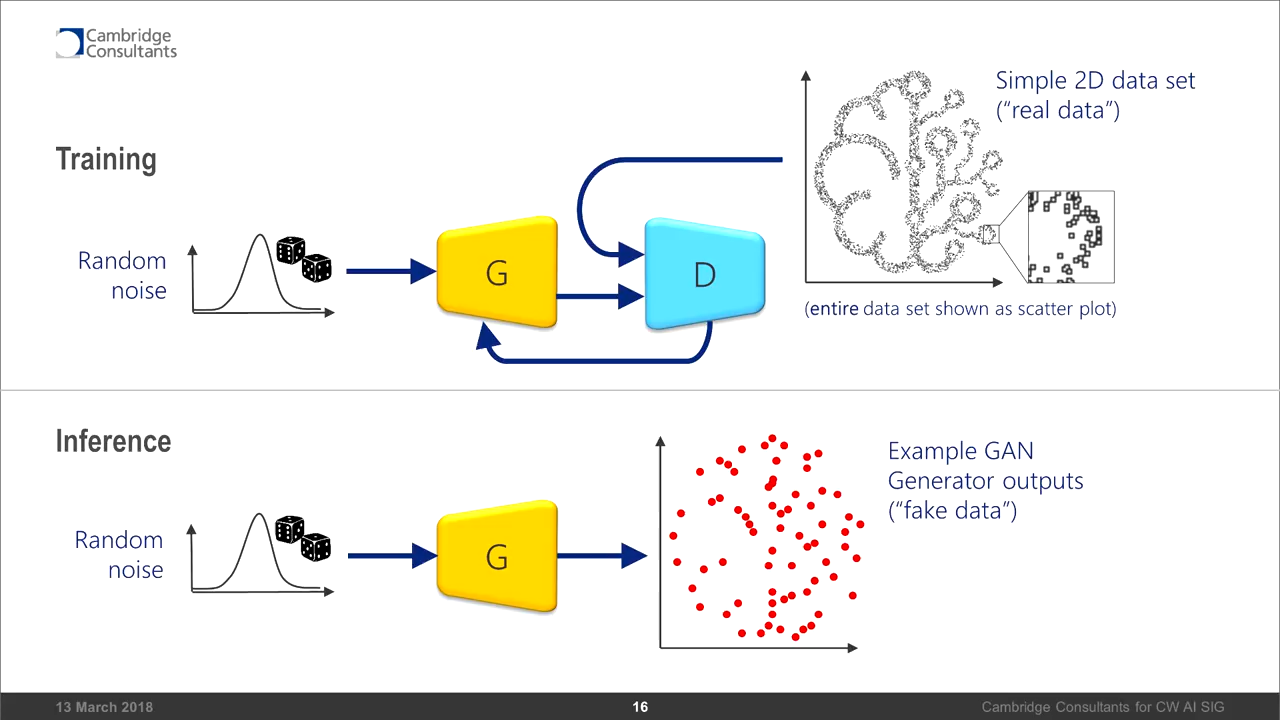 Cambridge
Consultants
Simple 2D data set
(“real data”)
Training
Random
noise
G
D
(entire data set shown as scatter plot)
Inference
Example GAN
Generator outputs
(“fake data”)
Random
noise
G
13 March 2018
16
Cambridge Consultants for CW AI SIG